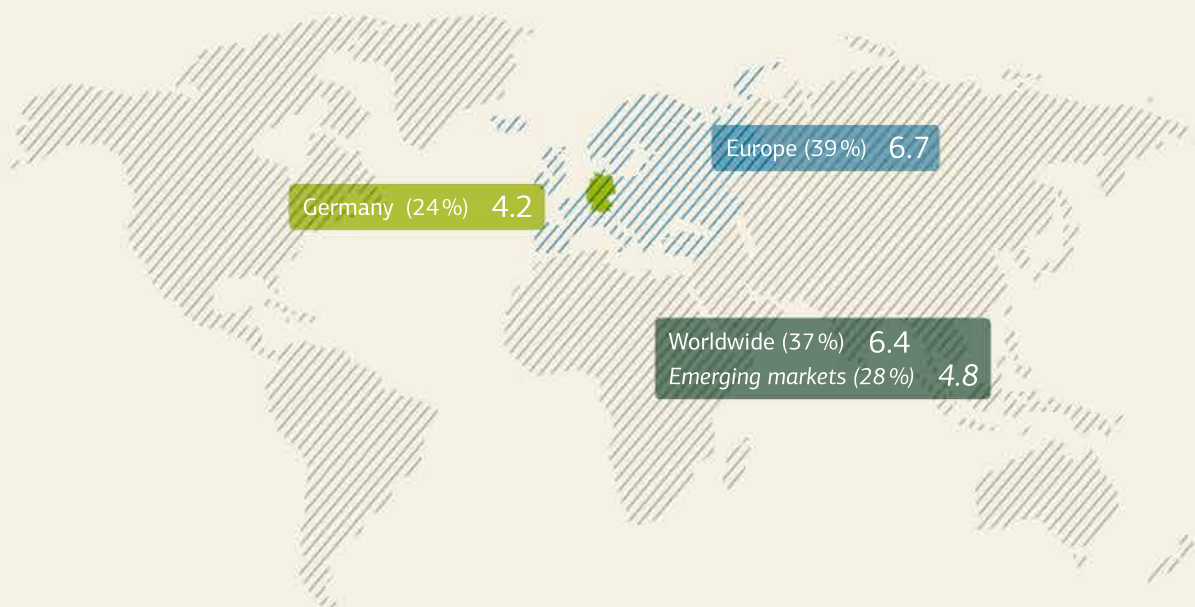 Europe (39 %) 6.7
Germany (24 %) 4.2
Worldwide (37 %) 6.4
Emerging markets (28 %) 4.8